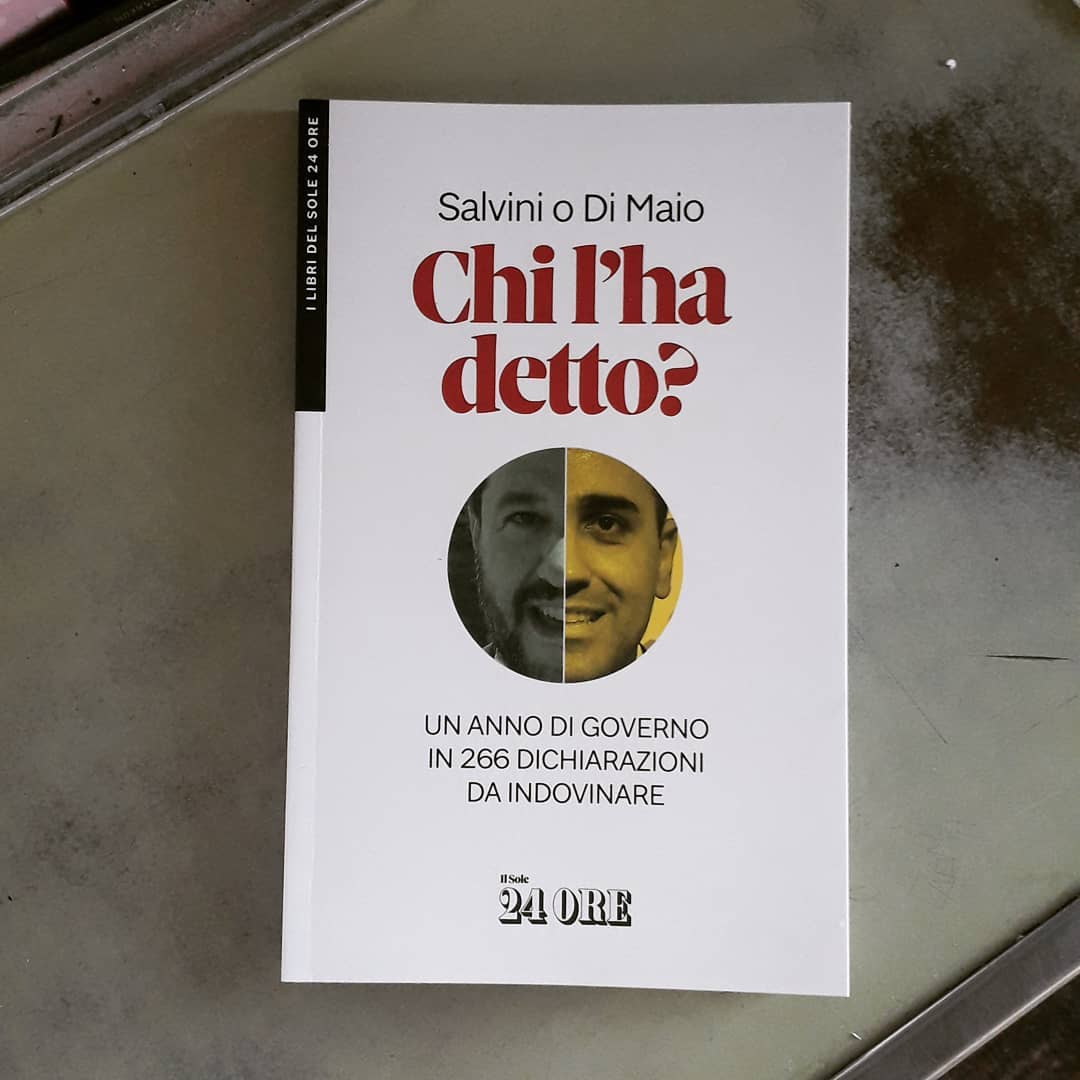 I LIBRI DEL SOLE 24 ORE
Salvini o Di Maio
Chi l'ha
detto?
UN ANNO DI GOVERNO
IN 266 DICHIARAZIONI
DA INDOVINARE
Il Sole
24 ORE